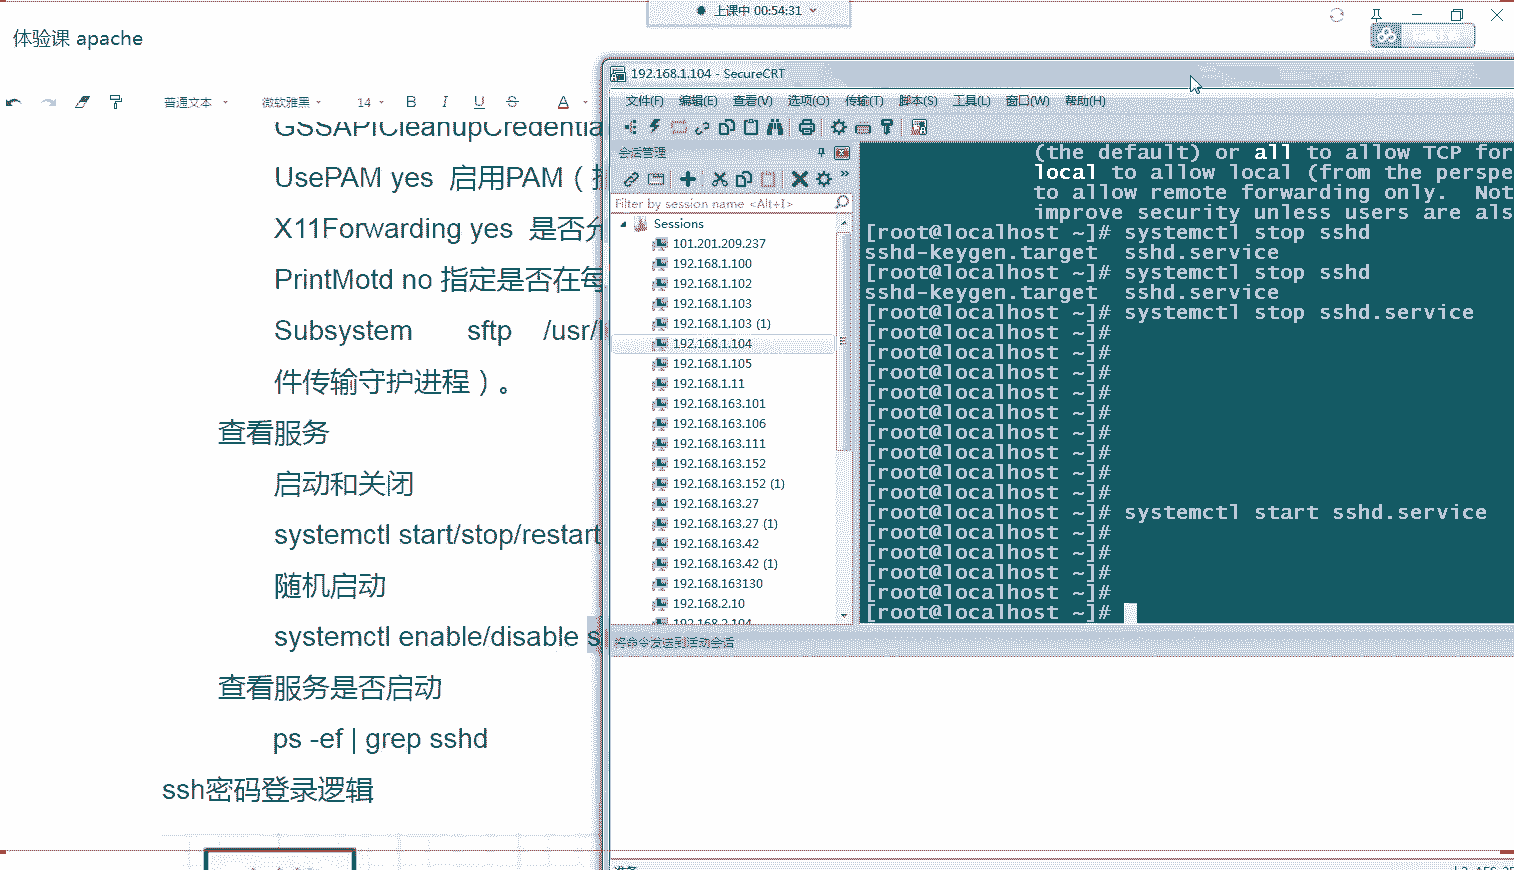 上课中 00:54:31
体验课 apache
普通文本
微软雅黑
14
B I U S A
GSSAPICleanupCredentia
UsePAM yes 启用PAM（
X11Forwarding yes 是否
PrintMotd no 指定是否在每
Subsystem sftp /usr/
件传输守护进程）。
查看服务
启动和关闭
systemctl start/stop/restart
随机启动
systemctl enable/disable s
查看服务是否启动
ps -ef | grep sshd
ssh密码登录逻辑
192.168.1.104 - SecureCRT
文件(F) 编辑(E) 查看(V) 选项(O) 传输(T) 脚本(S) 工具(L) 窗口(W) 帮助(H)
会话管理
Filter by session name <Alt+I>
Sessions
101.201.209.237
192.168.1.100
192.168.1.102
192.168.1.103
192.168.1.103 (1)
192.168.1.104
192.168.1.105
192.168.1.11
192.168.163.101
192.168.163.106
192.168.163.111
192.168.163.152
192.168.163.152 (1)
192.168.163.27
192.168.163.27 (1)
192.168.163.42
192.168.163.42 (1)
192.168.163130
192.168.2.10
192.168.2.104
(the default) or all to allow TCP for
local to allow local (from the perspe
to allow remote forwarding only. Not
improve security unless users are als
[root@localhost ~]# systemctl stop sshd
sshd-keygen.target sshd.service
[root@localhost ~]# systemctl stop sshd
sshd-keygen.target sshd.service
[root@localhost ~]# systemctl stop sshd.service
[root@localhost ~]#
[root@localhost ~]#
[root@localhost ~]#
[root@localhost ~]#
[root@localhost ~]#
[root@localhost ~]#
[root@localhost ~]#
[root@localhost ~]#
[root@localhost ~]#
[root@localhost ~]# systemctl start sshd.service
[root@localhost ~]#
[root@localhost ~]#
[root@localhost ~]#
[root@localhost ~]#
[root@localhost ~]#
将命令发送到活动会话